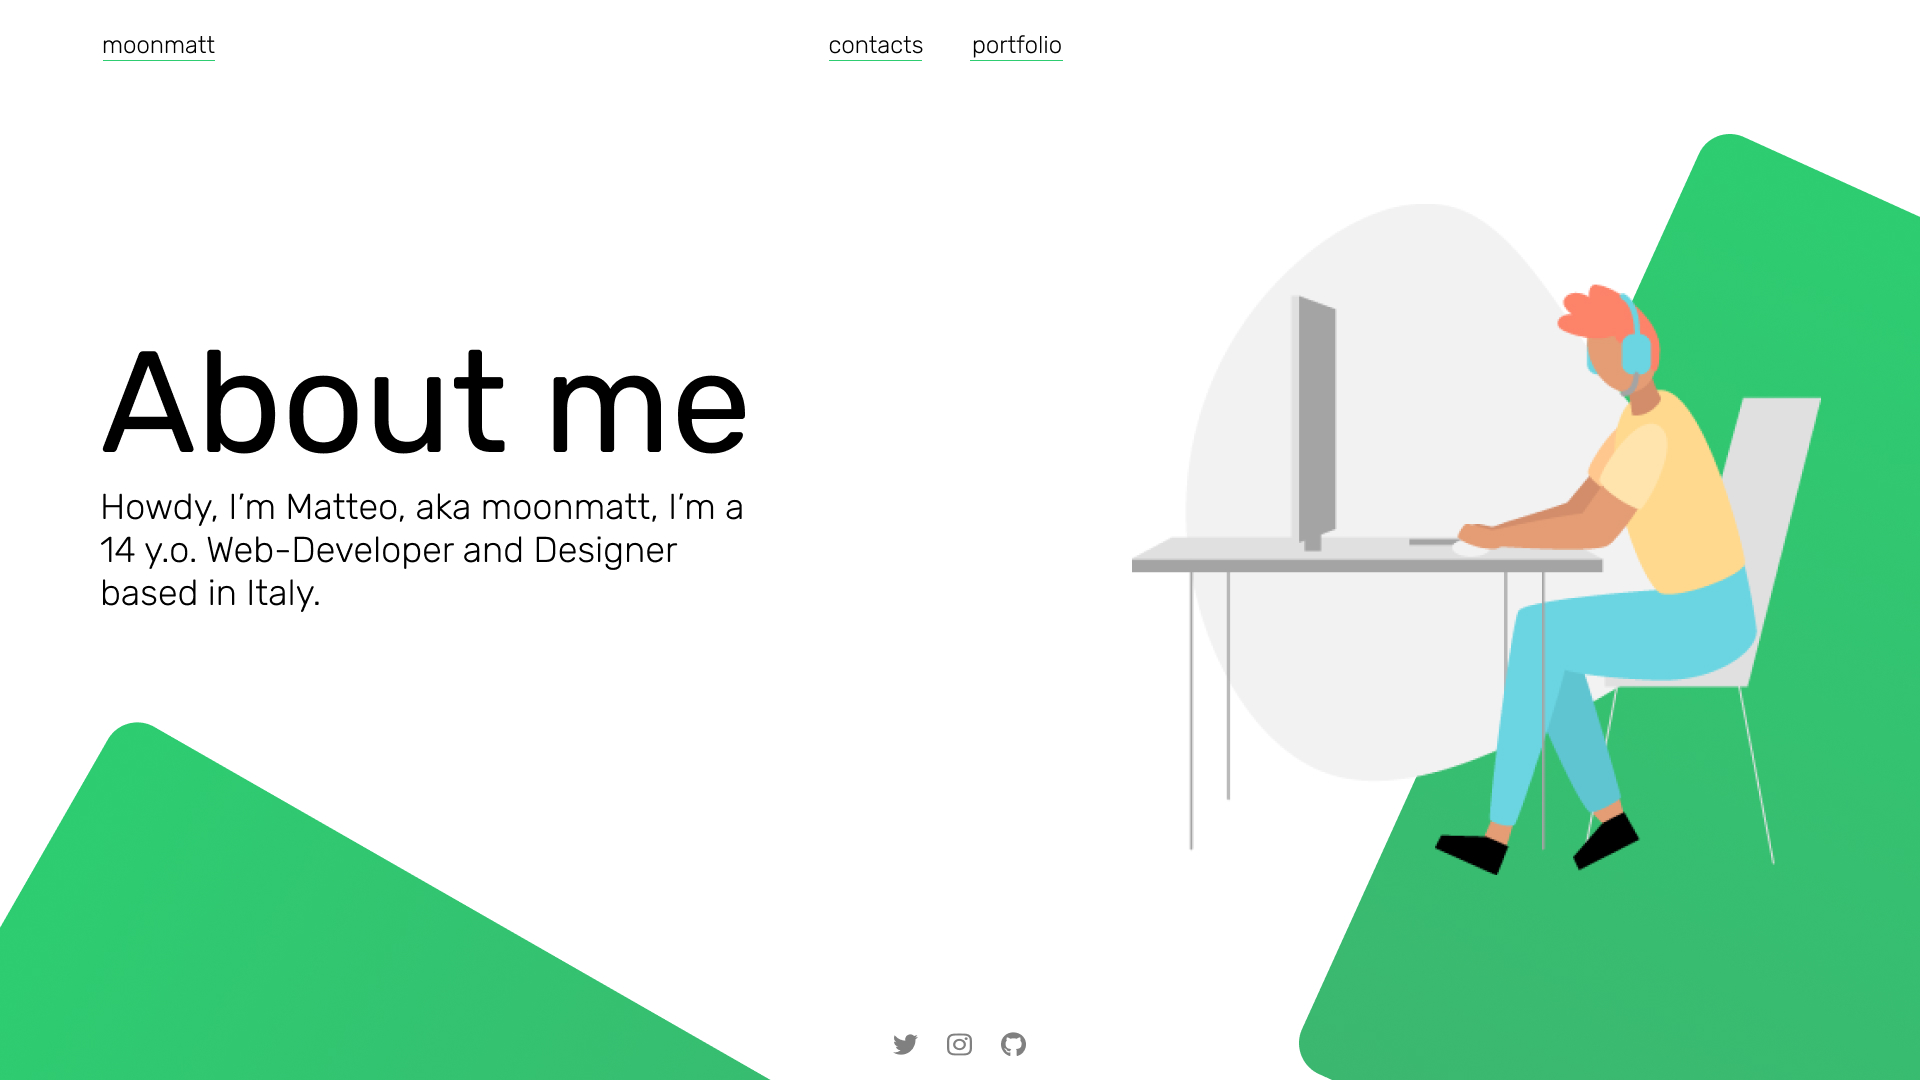 moonmatt
contacts
portfolio
About me
Howdy, I’m Matteo, aka moonmatt, I’m a
14 y.o. Web-Developer and Designer
based in Italy.